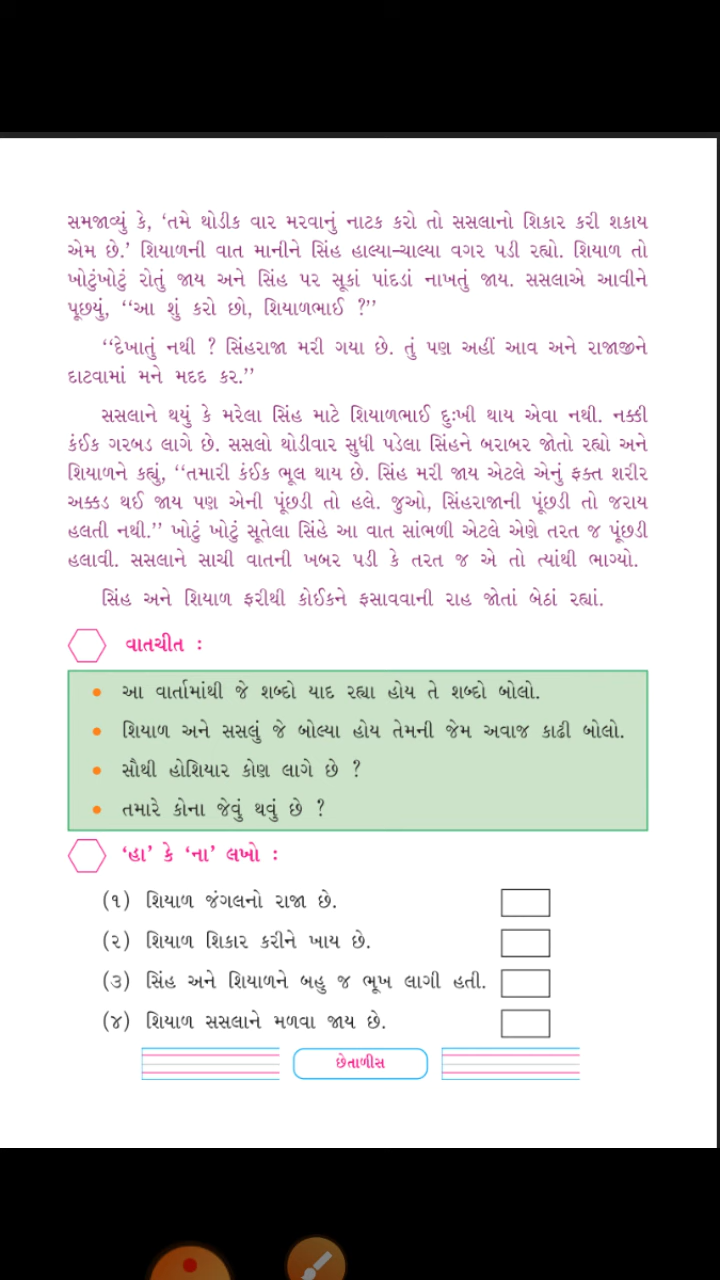 સમજાવ્યું કે, ‘તમે થોડીક વાર મરવાનું નાટક કરો તો સસલાનો શિકાર કરી શકાય
એમ છે.’ શિયાળની વાત માનીને સિંહ હાલ્યા-ચાલ્યા વગર પડી રહ્યો. શિયાળ તો
ખોટુંખોટું રોતું જાય અને સિંહ પર સૂકાં પાંદડાં નાખતું જાય. સસલાએ આવીને
પૂછયું, ‘‘આ શું કરો છો, શિયાળભાઈ ?’’
‘‘દેખાતું નથી ? સિંહરાજા મરી ગયા છે. તું પણ અહીં આવ અને રાજાજીને
દાટવામાં મને મદદ કર.’’
સસલાને થયું કે મરેલા સિંહ માટે શિયાળભાઈ દુઃખી થાય એવા નથી. નક્કી
કંઈક ગરબડ લાગે છે. સસલો થોડીવાર સુધી પડેલા સિંહને બરાબર જોતો રહ્યો અને
શિયાળને કહ્યું, ‘‘તમારી કંઈક ભૂલ થાય છે. સિંહ મરી જાય એટલે એનું ફક્ત શરીર
અક્કડ થઈ જાય પણ એની પૂંછડી તો હલે. જુઓ, સિંહરાજાની પૂંછડી તો જરાય
હલતી નથી.’’ ખોટું ખોટું સૂતેલા સિંહે આ વાત સાંભળી એટલે એણે તરત જ પૂંછડી
હલાવી. સસલાને સાચી વાતની ખબર પડી કે તરત જ એ તો ત્યાંથી ભાગ્યો.
સિંહ અને શિયાળ ફરીથી કોઈકને ફસાવવાની રાહ જોતાં બેઠાં રહ્યાં.
વાતચીત :
• આ વાર્તામાંથી જે શબ્દો યાદ રહ્યા હોય તે શબ્દો બોલો.
• શિયાળ અને સસલું જે બોલ્યા હોય તેમની જેમ અવાજ કાઢી બોલો.
• સૌથી હોશિયાર કોણ લાગે છે ?
• તમારે કોના જેવું થવું છે ?
‘હા’ કે ‘ના’ લખો :
(૧) શિયાળ જંગલનો રાજા છે.
(૨) શિયાળ શિકાર કરીને ખાય છે.
(૩) સિંહ અને શિયાળને બહુ જ ભૂખ લાગી હતી.
(૪) શિયાળ સસલાને મળવા જાય છે.
છેતાળીસ